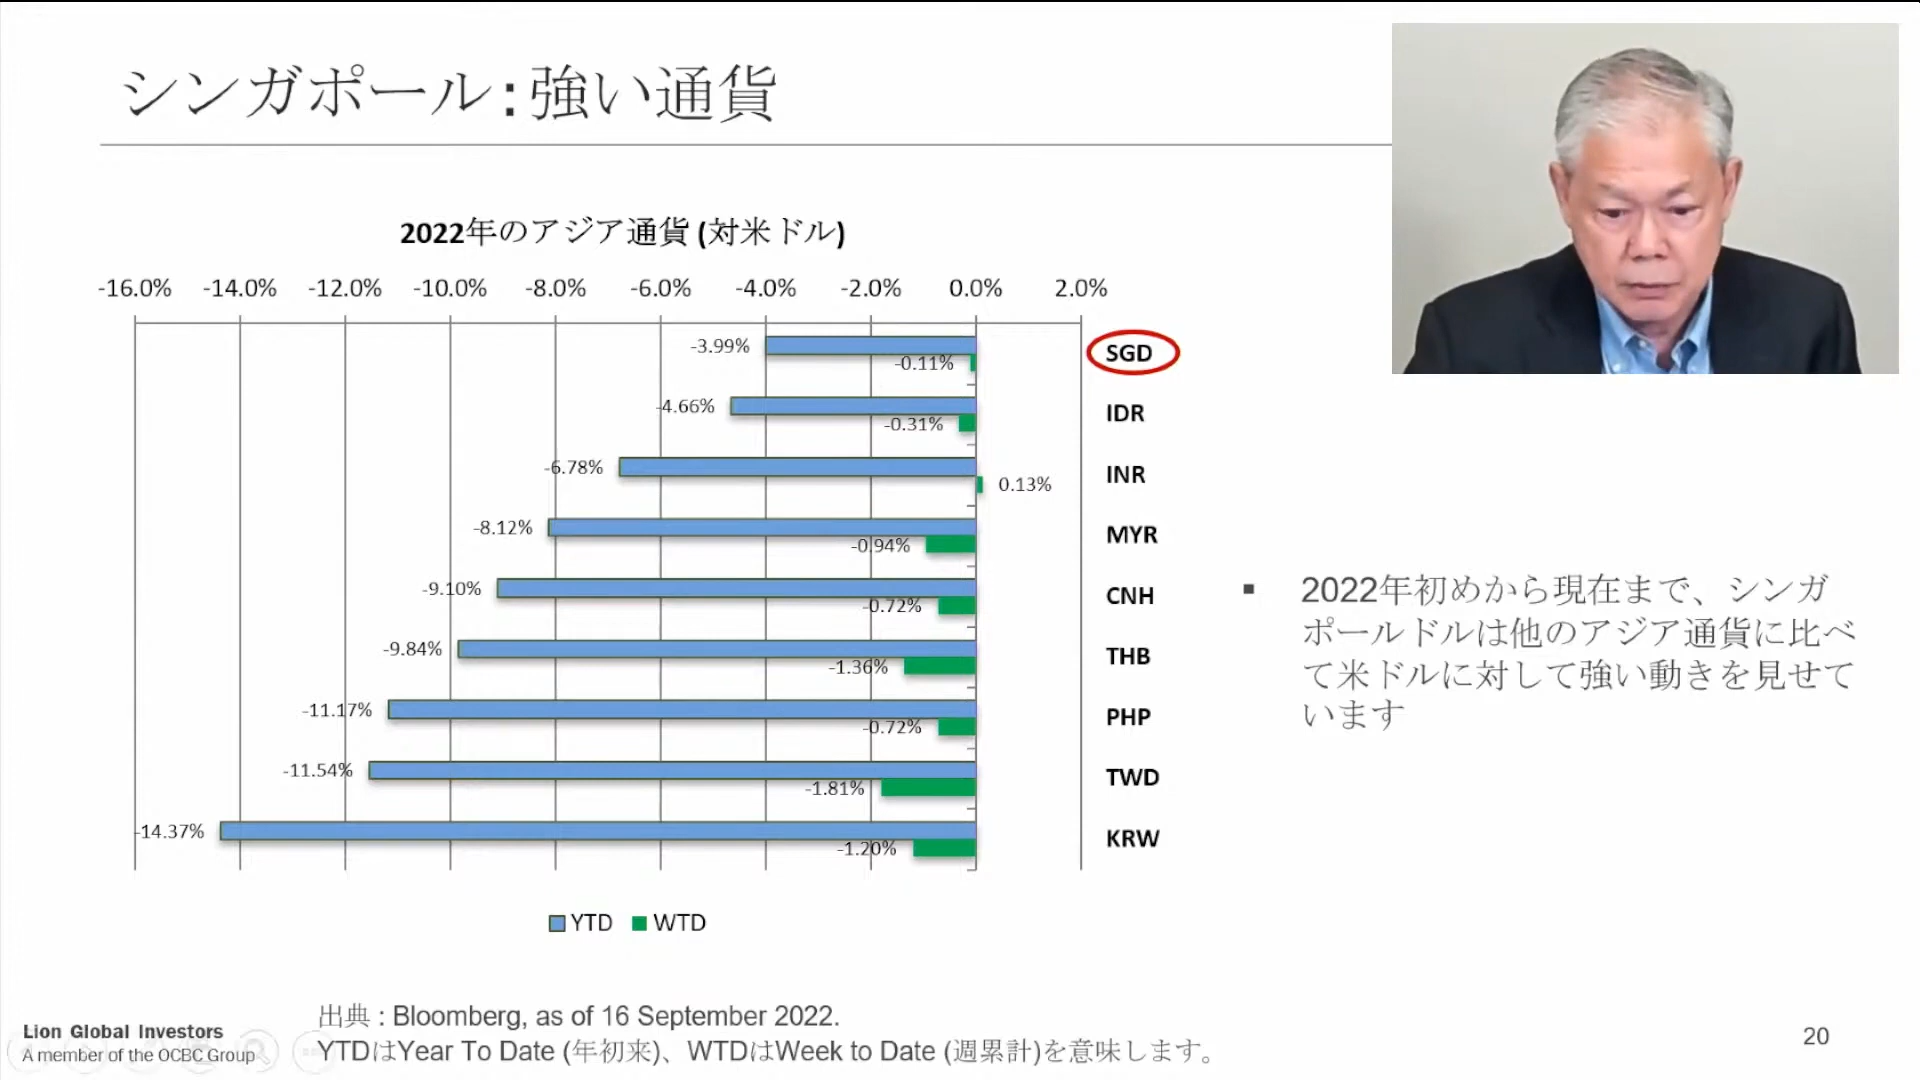 シンガポール：強い通貨
2022年のアジア通貨 (対米ドル)
-16.0% -14.0% -12.0% -10.0% -8.0% -6.0% -4.0% -2.0% 0.0% 2.0%
-3.99% SGD
-0.11%
-4.66% IDR
-0.31%
-6.78% INR
0.13%
-8.12% MYR
-0.94%
-9.10% CNH
-0.72%
-9.84% THB
-1.36%
-11.17% PHP
-0.72%
-11.54% TWD
-1.81%
-14.37% KRW
-1.20%
YTD WTD
▪ 2022年初めから現在まで、シンガ
ポールドルは他のアジア通貨に比べ
て米ドルに対して強い動きを見せて
います
出典 : Bloomberg, as of 16 September 2022.
YTDはYear To Date (年初来)、WTDはWeek to Date (週累計)を意味します。
Lion Global Investors
A member of the OCBC Group
20